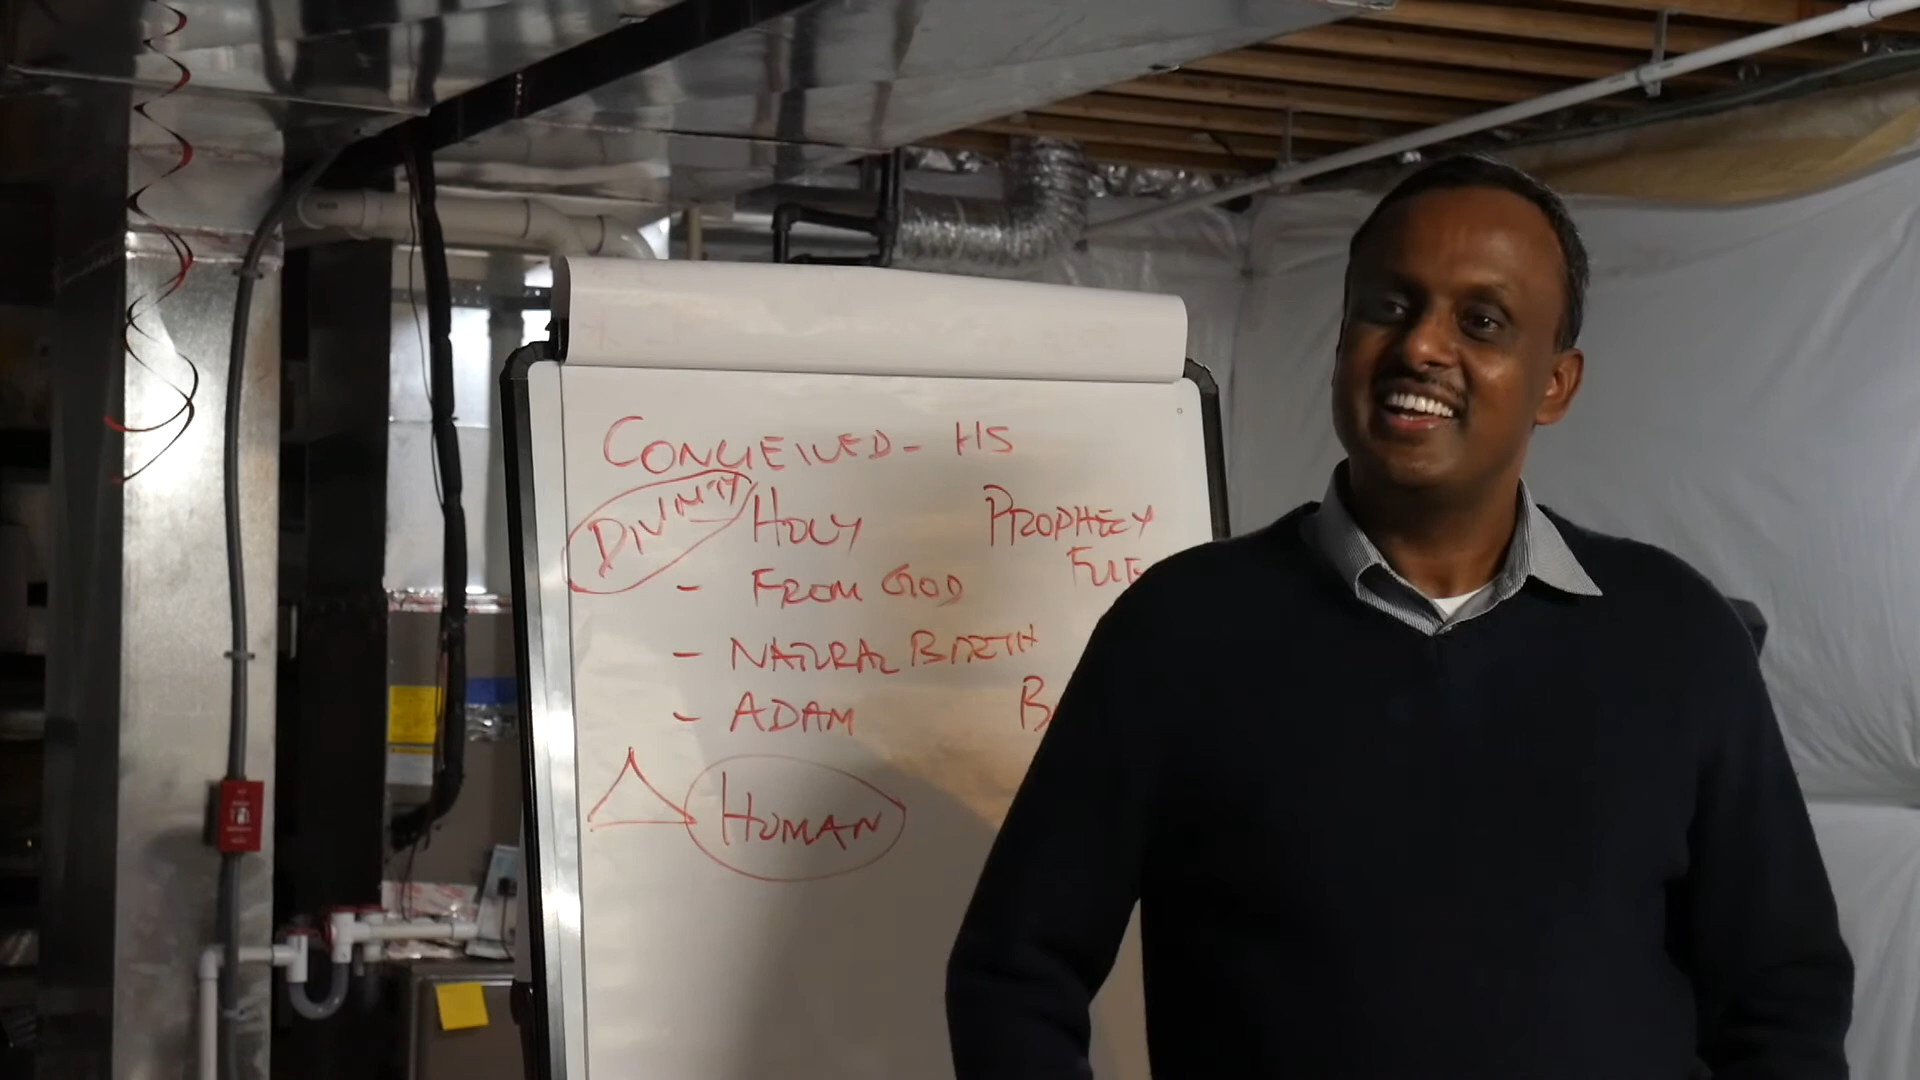 CONCEIVED - HS
DIVINITY
HOLY
PROPHECY
- FROM GOD
- NATURAL BIRTH
- ADAM
HUMAN